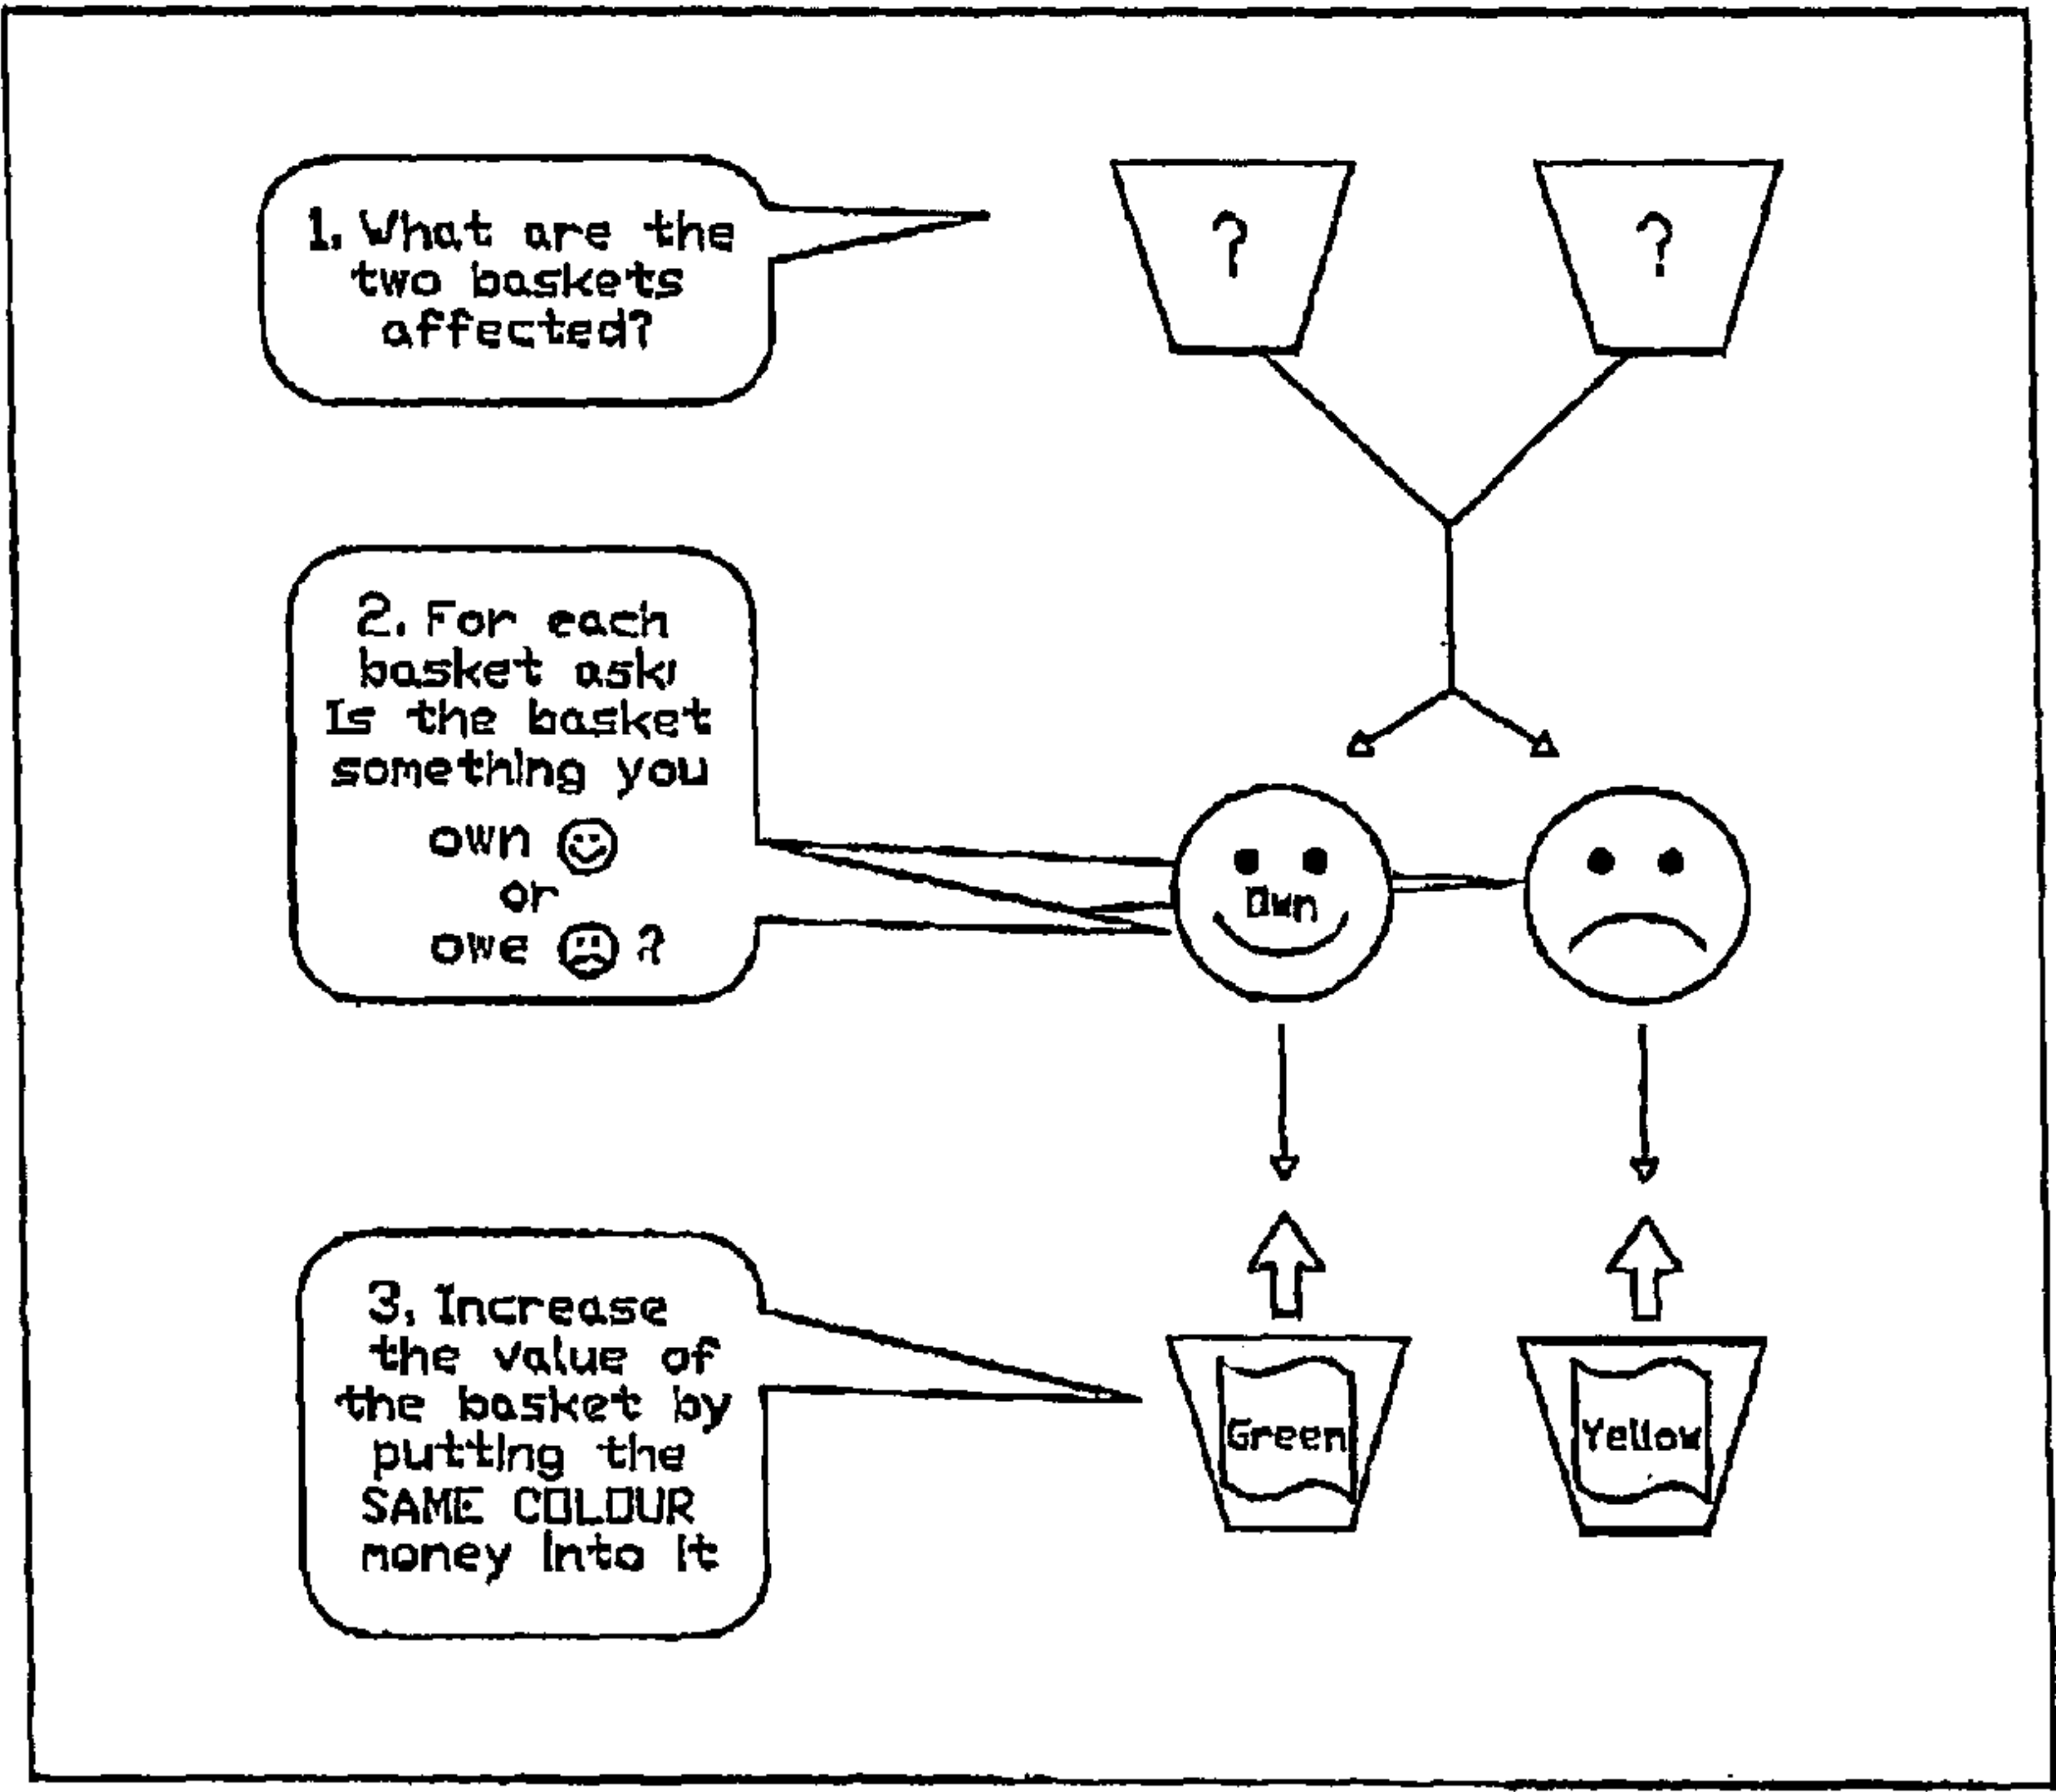 1. What are the
two baskets
affected?
?
?
2. For each
basket ask:
Is the basket
something you
own
or
owe ?
Own
3. Increase
the value of
the basket by
putting the
SAME COLOUR
money into it
Green
Yellow